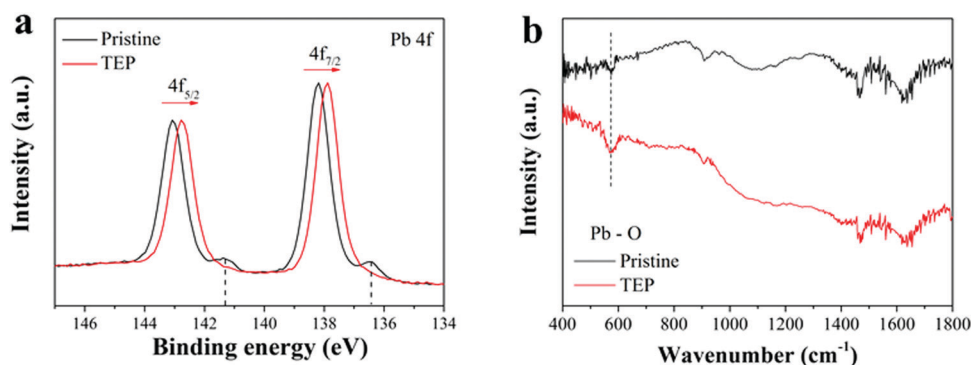 a
Pristine
TEP
Pb 4f
4f5/2
4f7/2
Intensity (a.u.)
146 144 142 140 138 136 134
Binding energy (eV)
b
Intensity (a.u.)
Pb - O
Pristine
TEP
400 600 800 1000 1200 1400 1600 1800
Wavenumber (cm-1)